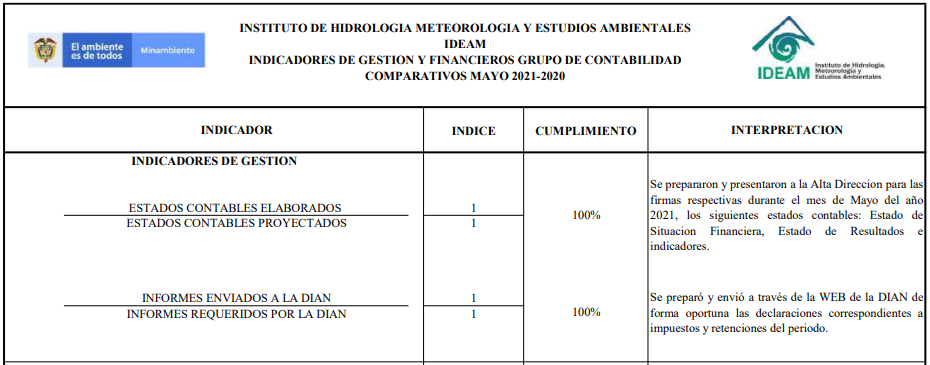 El ambiente
es de todos
Minambiente
INSTITUTO DE HIDROLOGIA METEOROLOGIA Y ESTUDIOS AMBIENTALES
IDEAM
INDICADORES DE GESTION Y FINANCIEROS GRUPO DE CONTABILIDAD
COMPARATIVOS MAYO 2021-2020
IDEAM
Instituto de Hidrología,
Meteorología y
Estudios Ambientales
INDICADOR INDICE CUMPLIMIENTO INTERPRETACION
INDICADORES DE GESTION
ESTADOS CONTABLES ELABORADOS 1
ESTADOS CONTABLES PROYECTADOS 1
100%
Se prepararon y presentaron a la Alta Direccion para las
firmas respectivas durante el mes de Mayo del año
2021, los siguientes estados contables: Estado de
Situacion Financiera, Estado de Resultados e
indicadores.
INFORMES ENVIADOS A LA DIAN 1
INFORMES REQUERIDOS POR LA DIAN 1
100%
Se preparó y envió a través de la WEB de la DIAN de
forma oportuna las declaraciones correspondientes a
impuestos y retenciones del periodo.